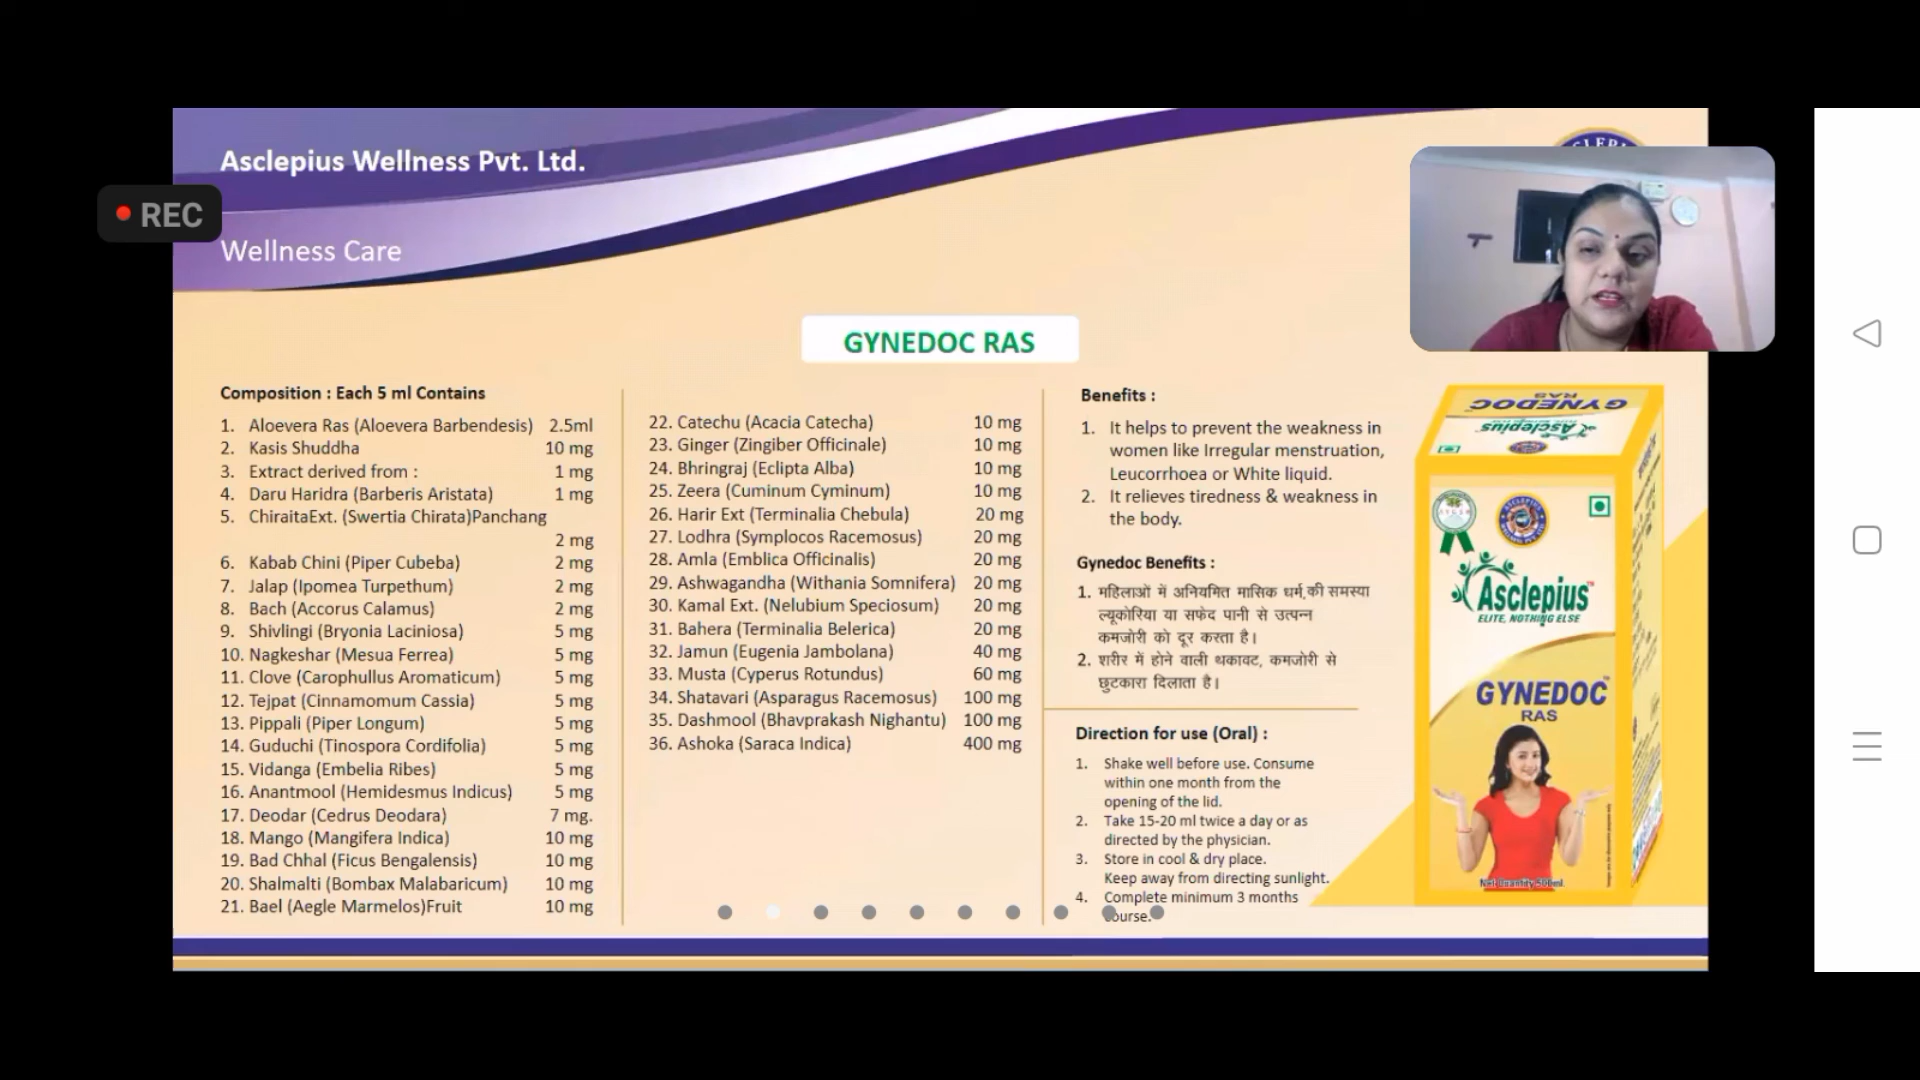 Asclepius Wellness Pvt. Ltd.
REC
Wellness Care
GYNEDOC RAS
Composition : Each 5 ml Contains
1. Aloevera Ras (Aloevera Barbendesis) 2.5ml
2. Kasis Shuddha 10 mg
3. Extract derived from : 1 mg
4. Daru Haridra (Barberis Aristata) 1 mg
5. ChiraitaExt. (Swertia Chirata)Panchang
2 mg
6. Kabab Chini (Piper Cubeba) 2 mg
7. Jalap (Ipomea Turpethum) 2 mg
8. Bach (Accorus Calamus) 2 mg
9. Shivlingi (Bryonia Laciniosa) 5 mg
10. Nagkeshar (Mesua Ferrea) 5 mg
11. Clove (Carophullus Aromaticum) 5 mg
12. Tejpat (Cinnamomum Cassia) 5 mg
13. Pippali (Piper Longum) 5 mg
14. Guduchi (Tinospora Cordifolia) 5 mg
15. Vidanga (Embelia Ribes) 5 mg
16. Anantmool (Hemidesmus Indicus) 5 mg
17. Deodar (Cedrus Deodara) 7 mg.
18. Mango (Mangifera Indica) 10 mg
19. Bad Chhal (Ficus Bengalensis) 10 mg
20. Shalmalti (Bombax Malabaricum) 10 mg
21. Bael (Aegle Marmelos)Fruit 10 mg
22. Catechu (Acacia Catecha) 10 mg
23. Ginger (Zingiber Officinale) 10 mg
24. Bhringraj (Eclipta Alba) 10 mg
25. Zeera (Cuminum Cyminum) 10 mg
26. Harir Ext (Terminalia Chebula) 20 mg
27. Lodhra (Symplocos Racemosus) 20 mg
28. Amla (Emblica Officinalis) 20 mg
29. Ashwagandha (Withania Somnifera) 20 mg
30. Kamal Ext. (Nelubium Speciosum) 20 mg
31. Bahera (Terminalia Belerica) 20 mg
32. Jamun (Eugenia Jambolana) 40 mg
33. Musta (Cyperus Rotundus) 60 mg
34. Shatavari (Asparagus Racemosus) 100 mg
35. Dashmool (Bhavprakash Nighantu) 100 mg
36. Ashoka (Saraca Indica) 400 mg
Benefits :
1. It helps to prevent the weakness in
women like Irregular menstruation,
Leucorrhoea or White liquid.
2. It relieves tiredness & weakness in
the body.
Gynedoc Benefits :
1. महिलाओं में अनियमित मासिक धर्म,की समस्या
ल्यूकोरिया या सफेद पानी से उत्पन्न
कमजोरी को दूर करता है।
2. शरीर में होने वाली थकावट, कमजोरी से
छुटकारा दिलाता है।
Direction for use (Oral) :
1. Shake well before use. Consume
within one month from the
opening of the lid.
2. Take 15-20 ml twice a day or as
directed by the physician.
3. Store in cool & dry place.
Keep away from directing sunlight.
4. Complete minimum 3 months
course.
GYNEDOC
RAS
Asclepius
Asclepius™
ELITE, NOTHING ELSE
GYNEDOC™
RAS
Net Quantity 500ml